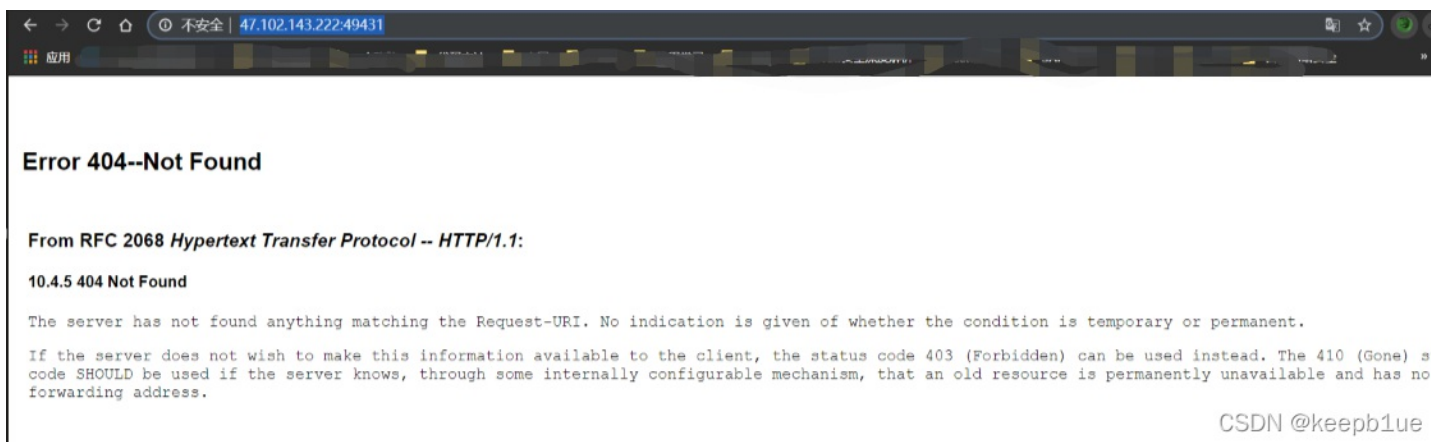 不安全 | 47.102.143.222:49431
应用
Error 404--Not Found
From RFC 2068 Hypertext Transfer Protocol -- HTTP/1.1:
10.4.5 404 Not Found
The server has not found anything matching the Request-URI. No indication is given of whether the condition is temporary or permanent.
If the server does not wish to make this information available to the client, the status code 403 (Forbidden) can be used instead. The 410 (Gone) s
code SHOULD be used if the server knows, through some internally configurable mechanism, that an old resource is permanently unavailable and has no
forwarding address.
CSDN @keepb1ue